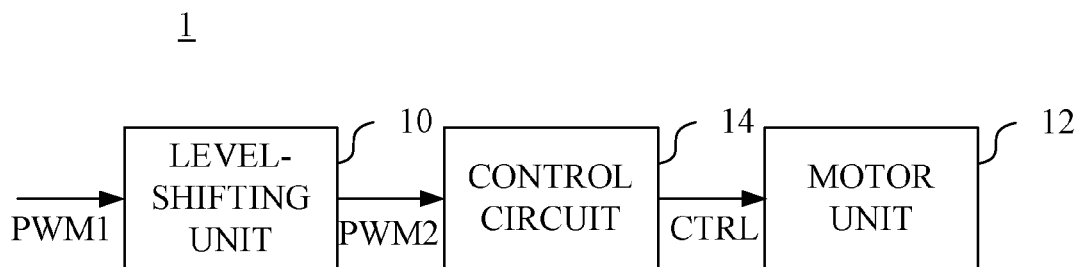 1
10
14
12
LEVEL-
SHIFTING
UNIT
CONTROL
CIRCUIT
MOTOR
UNIT
PWM1
PWM2
CTRL